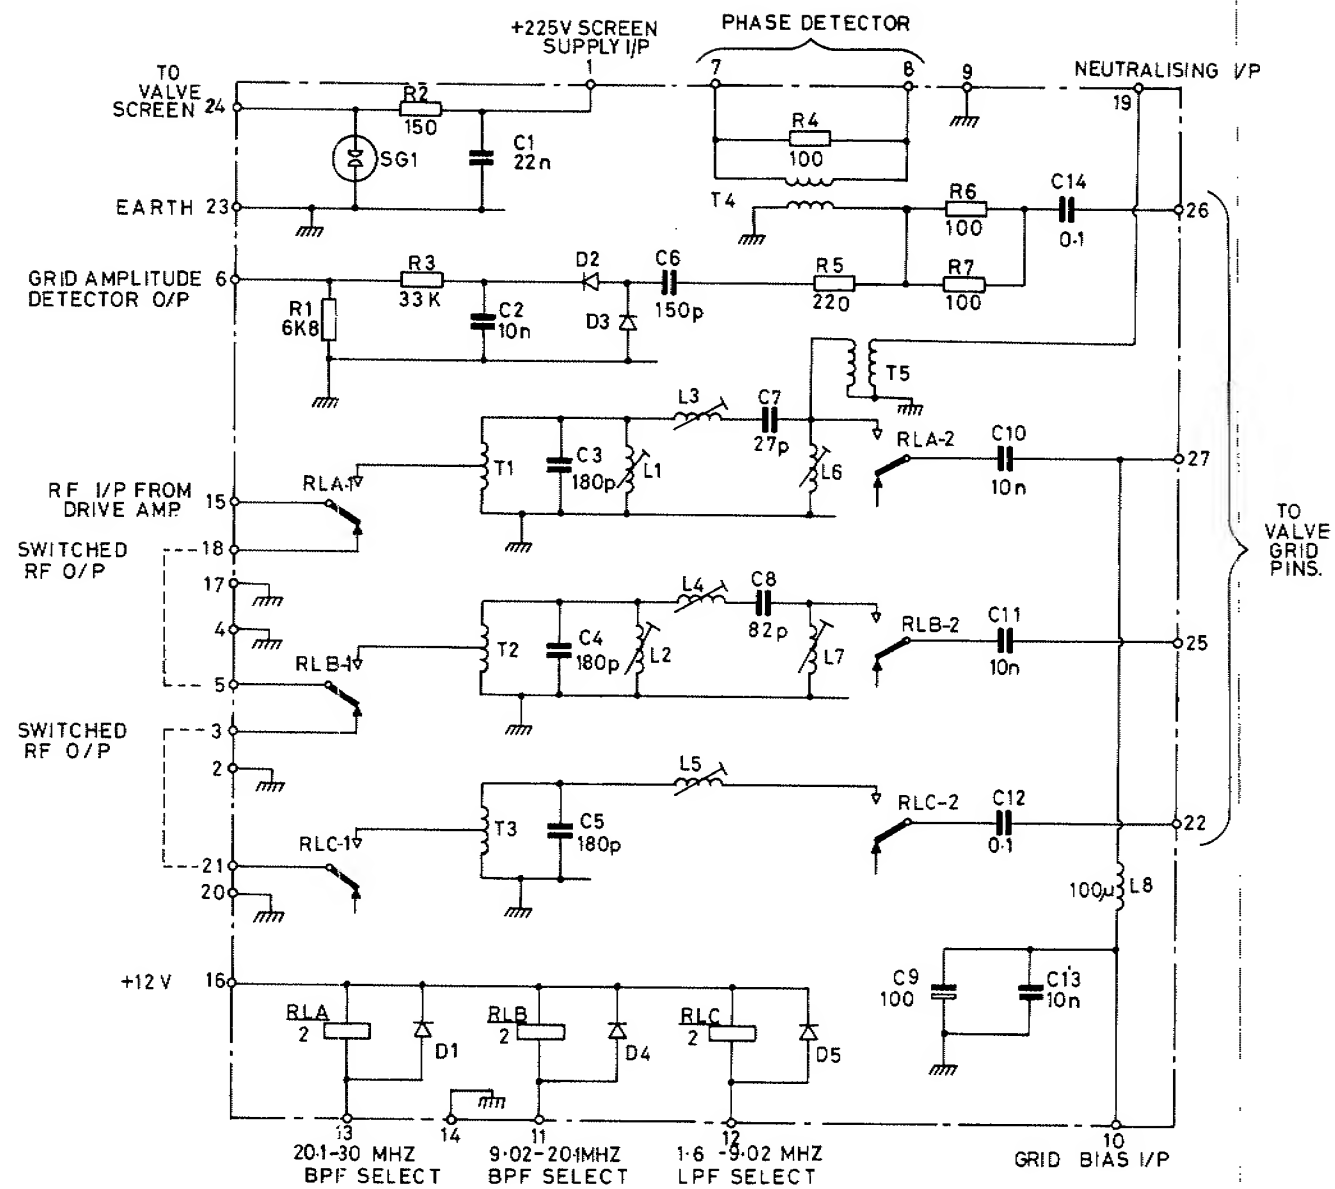 +225V SCREEN
SUPPLY I/P
PHASE DETECTOR
1
7
8
9
NEUTRALISING I/P
19
TO
VALVE
SCREEN 24
R2
150
SG1
C1
22n
R4
100
T4
EARTH 23
R6
100
C14
0·1
26
GRID AMPLITUDE
DETECTOR O/P
6
R1
6K8
R3
33K
C2
10n
D2
D3
C6
150p
R5
220
R7
100
T5
L3
C7
27p
RLA-2
C10
10n
27
RLA-1
T1
C3
180p
L1
L6
RF I/P FROM
DRIVE AMP.
15
SWITCHED
RF O/P
18
17
4
5
TO
VALVE
GRID
PINS.
L4
C8
82p
RLB-2
C11
10n
25
RLB-1
T2
C4
180p
L2
L7
SWITCHED
RF O/P
3
2
21
20
L5
RLC-2
C12
0·1
22
RLC-1
T3
C5
180p
100µ L8
+12V 16
RLA
2
D1
RLB
2
D4
RLC
2
D5
C9
100
C13
10n
13
14
11
12
10
20·1-30 MHZ
BPF SELECT
9·02-20·1MHZ
BPF SELECT
1·6-9·02 MHZ
LPF SELECT
GRID BIAS I/P